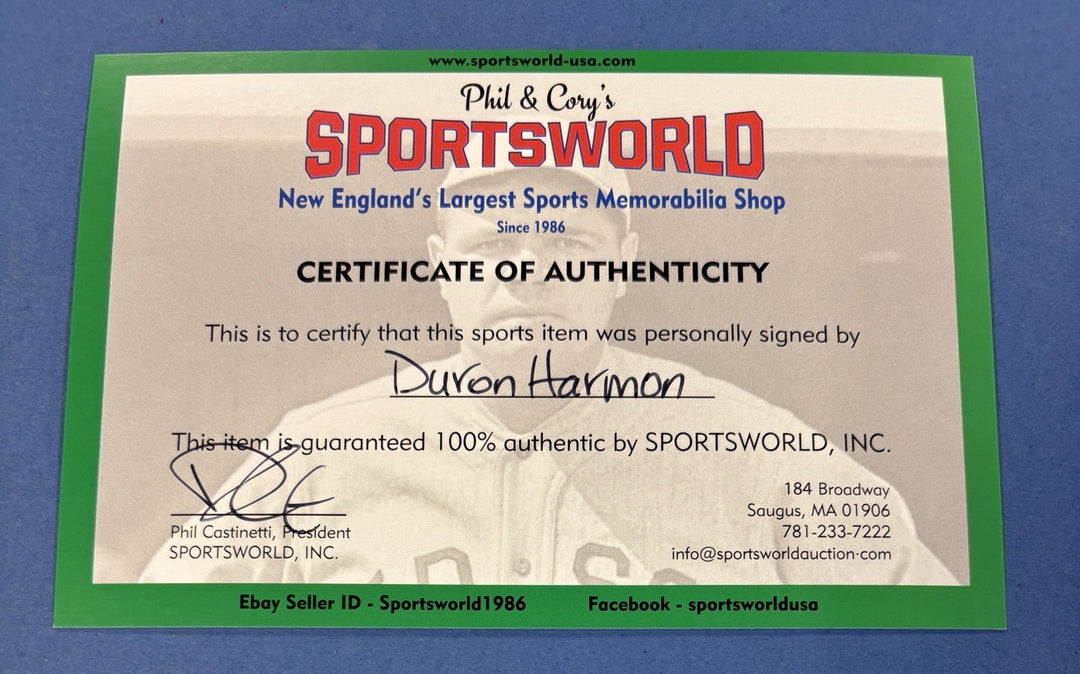 www.sportsworld-usa.com
Phil & Cory's
SPORTSWORLD
New England's Largest Sports Memorabilia Shop
Since 1986
CERTIFICATE OF AUTHENTICITY
This is to certify that this sports item was personally signed by
Duron Harmon
This item is guaranteed 100% authentic by SPORTSWORLD, INC.
Phil Castinetti, President
SPORTSWORLD, INC.
184 Broadway
Saugus, MA 01906
781-233-7222
info@sportsworldauction·com
Ebay Seller ID - Sportsworld1986
Facebook - sportsworldusa